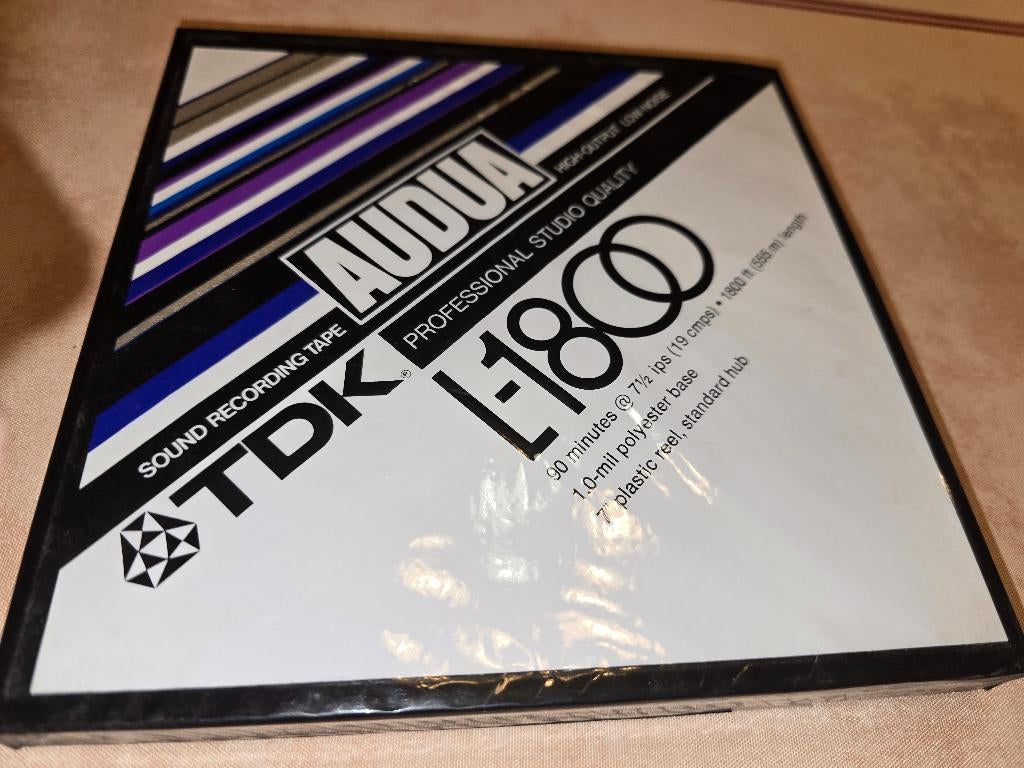 AUDUA
HIGH OUTPUT LOW NOISE
SOUND RECORDING TAPE
PROFESSIONAL STUDIO QUALITY
TDK®
L-1800
90 minutes @ 7½ ips (19 cmps) • 1800 ft (555 m) length
1.0-mil polyester base
7" plastic reel, standard hub